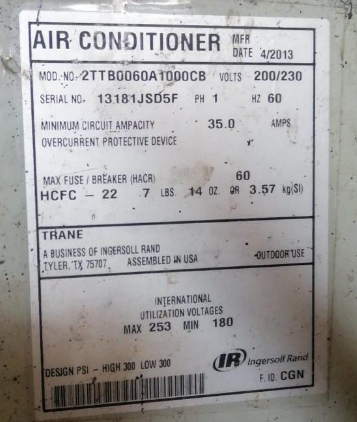 AIR CONDITIONER MFR DATE 4/2013
MOD. NO. 2TTB0060A1000CB VOLTS 200/230
SERIAL NO. 13181JSD5F PH 1 HZ 60
MINIMUM CIRCUIT AMPACITY 35.0 AMPS
OVERCURRENT PROTECTIVE DEVICE
MAX FUSE / BREAKER (HACR) 60
HCFC - 22 7 LBS. 14 OZ. OR 3.57 kg(SI)
TRANE
A BUSINESS OF INGERSOLL RAND
TYLER, TX 75707 ASSEMBLED IN USA OUTDOOR USE
INTERNATIONAL
UTILIZATION VOLTAGES
MAX 253 MIN 180
IR Ingersoll Rand
DESIGN PSI - HIGH 300 LOW 300
F. ID. CGN